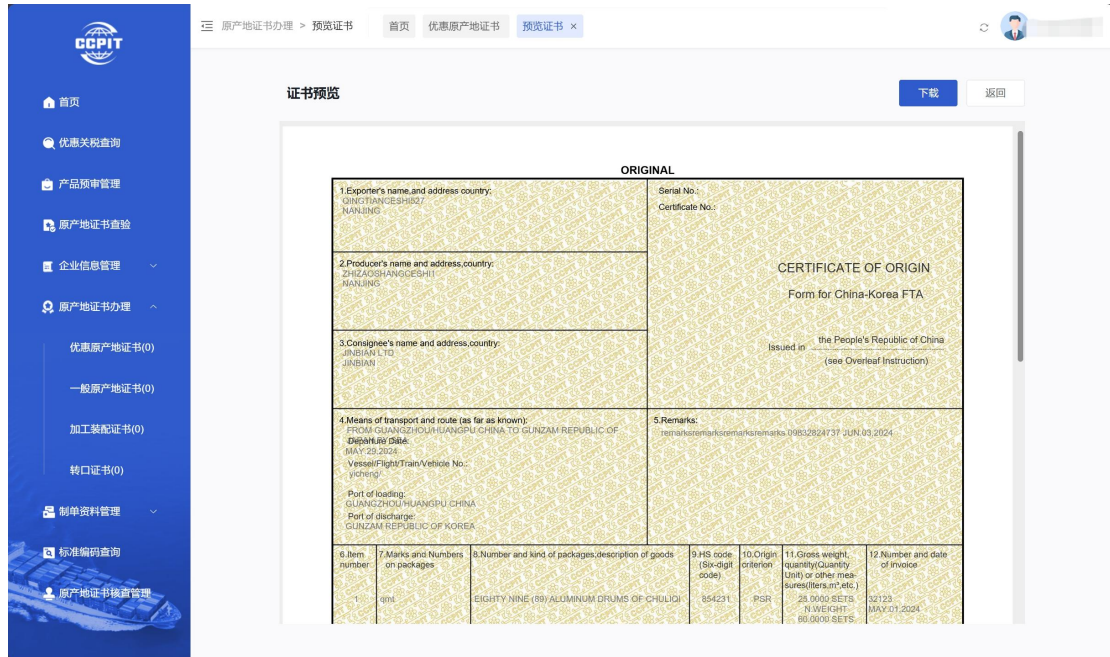 CCPIT
首页
优惠关税查询
产品预审管理
原产地证书查验
企业信息管理
原产地证书办理
优惠原产地证书(0)
一般原产地证书(0)
加工装配证书(0)
转口证书(0)
制单资料管理
标准编码查询
原产地证书核查管理
原产地证书办理 > 预览证书
首页 优惠原产地证书 预览证书 ×
证书预览
下载 返回
ORIGINAL
1.Exporter's name,and address country:
QINGTIANCESHI527
NANJING
Serial No.:
Certificate No.:
2.Producer's name and address,country:
ZHIZAOSHANGCESHI1
NANJING
CERTIFICATE OF ORIGIN
Form for China-Korea FTA
3.Consignee's name and address,country:
JINBIAN LTD
JINBIAN
Issued in the People's Republic of China
(see Overleaf Instruction)
4.Means of transport and route (as far as known):
FROM GUANGZHOU/HUANGPU CHINA TO GUNZAM REPUBLIC OF
Departure Date:
MAY 29,2024
Vessel/Flight/Train/Vehicle No.:
yicheng/
Port of loading:
GUANGZHOU/HUANGPU CHINA
Port of discharge:
GUNZAM REPUBLIC OF KOREA
5.Remarks:
remarksremarksremarksremarks 09832824737 JUN.03,2024
6.Item
number
7.Marks and Numbers
on packages
8.Number and kind of packages;description of goods
9.HS code
(Six-digit
code)
10.Origin
criterion
11.Gross weight,
quantity(Quantity
Unit) or other mea-
sures(liters,m³,etc.)
12.Number and date
of invoice
1
qmt
EIGHTY NINE (89) ALUMINUM DRUMS OF CHULIQI
854231
PSR
25.0000 SETS
N.WEIGHT
60.0000 SETS
32123
MAY.01,2024